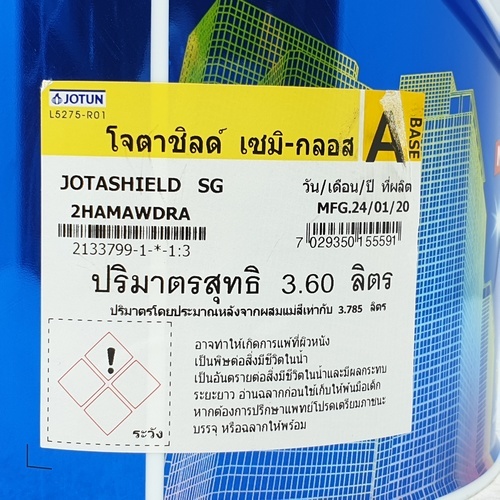 JOTUN
L5275-R01
โจตาชิลด์ เซมิ-กลอส
A
BASE
JOTASHIELD SG
วัน/เดือน/ปี ที่ผลิต
2HAMAWDRA
MFG.24/01/20
2133799-1-*-1:3
7 029350 155591
ปริมาตรสุทธิ 3.60 ลิตร
ปริมาตรโดยประมาณหลังจากผสมแม่สีเท่ากับ 3.785 ลิตร
อาจทำให้เกิดการแพ้ที่ผิวหนัง
เป็นพิษต่อสิ่งมีชีวิตในน้ำ
เป็นอันตรายต่อสิ่งมีชีวิตในน้ำและมีผลกระทบ
ระยะยาว อ่านฉลากก่อนใช้เก็บให้พ้นมือเด็ก
หากต้องการปรึกษาแพทย์โปรดเตรียมภาชนะ
บรรจุ หรือฉลากให้พร้อม
ระวัง